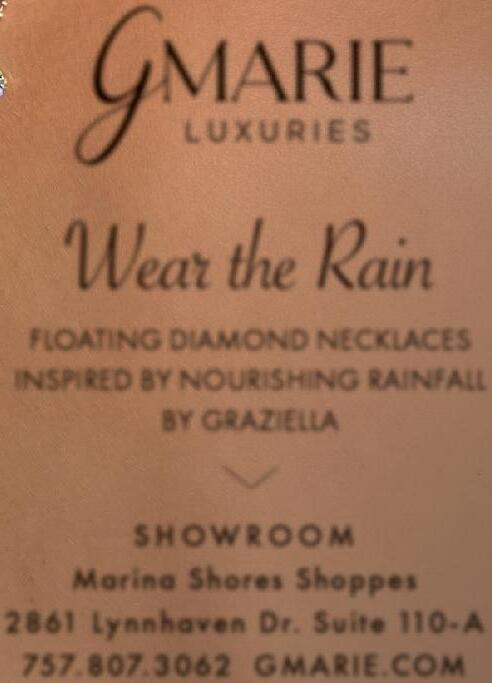 GMARIE
LUXURIES
Wear the Rain
FLOATING DIAMOND NECKLACES
INSPIRED BY NOURISHING RAINFALL
BY GRAZIELLA
SHOWROOM
Marina Shores Shoppes
2861 Lynnhaven Dr. Suite 110-A
757.807.3062 GMARIE.COM